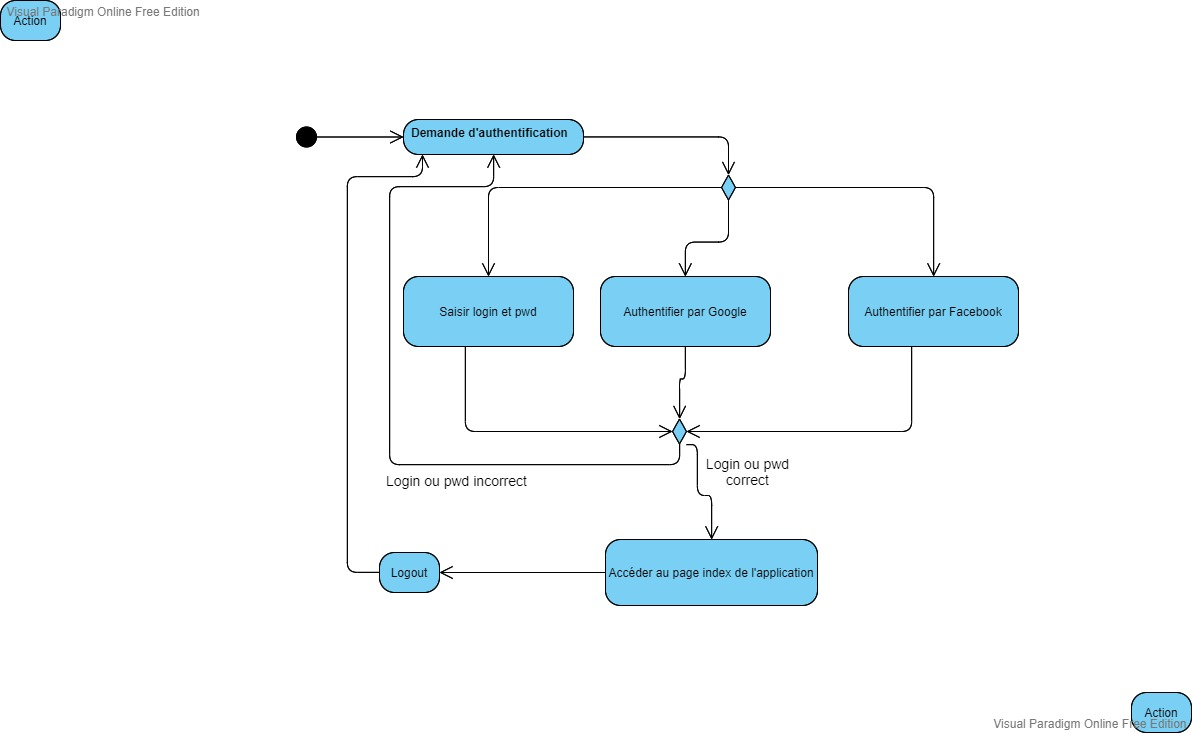 Visual Paradigm Online Free Edition
Action
Demande d'authentification
Saisir login et pwd
Authentifier par Google
Authentifier par Facebook
Login ou pwd incorrect
Login ou pwd
correct
Logout
Accéder au page index de l'application
Action
Visual Paradigm Online Free Edition